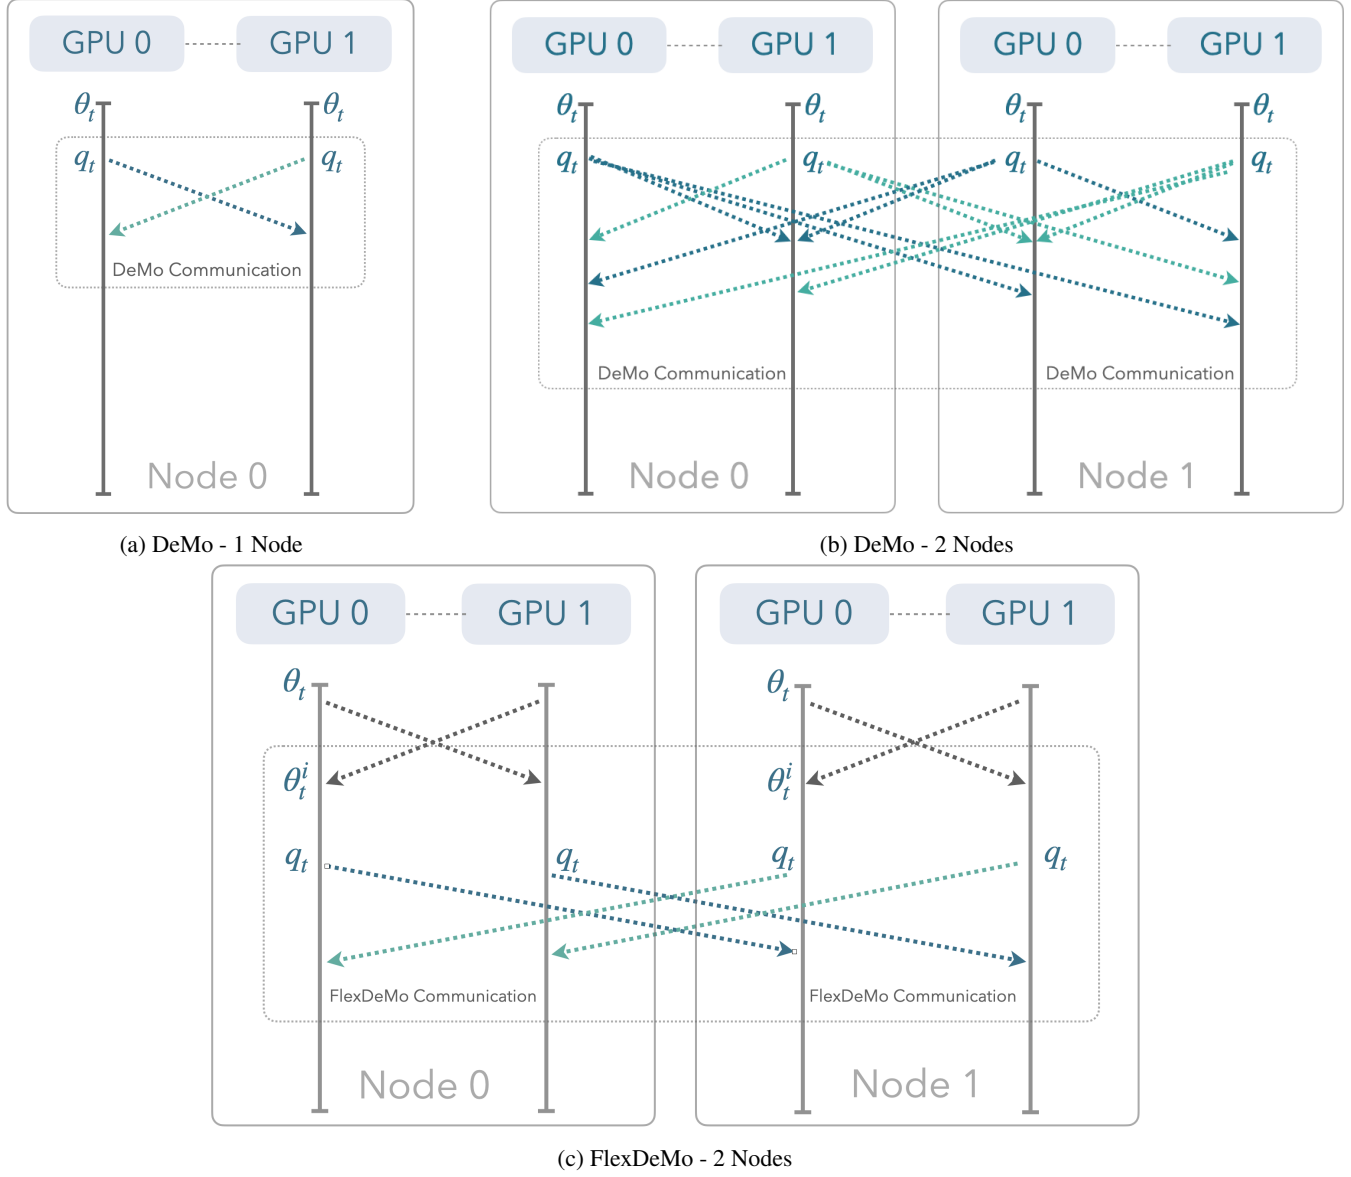 GPU 0 GPU 1
θt θt
qt qt
DeMo Communication
Node 0
(a) DeMo - 1 Node
GPU 0 GPU 1 GPU 0 GPU 1
θt θt θt θt
qt qt qt qt
DeMo Communication DeMo Communication
Node 0 Node 1
(b) DeMo - 2 Nodes
GPU 0 GPU 1 GPU 0 GPU 1
θt θt
θt^i θt^i
qt qt qt qt
FlexDeMo Communication FlexDeMo Communication
Node 0 Node 1
(c) FlexDeMo - 2 Nodes